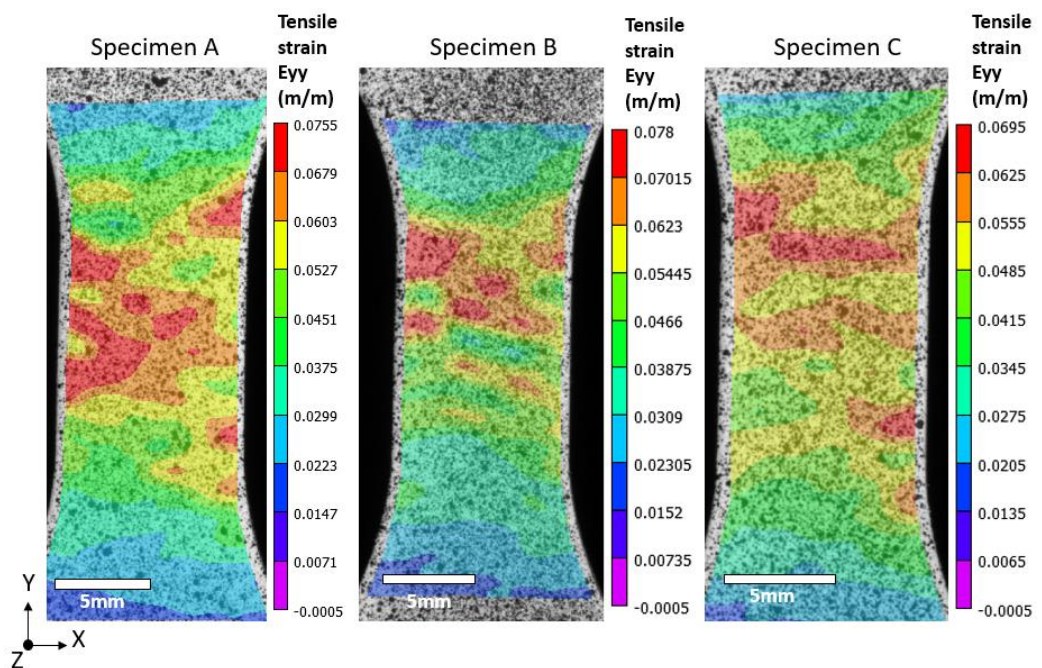 Specimen A
Tensile
strain
Eyy
(m/m)
0.0755
0.0679
0.0603
0.0527
0.0451
0.0375
0.0299
0.0223
0.0147
0.0071
-0.0005
5mm
Specimen B
Tensile
strain
Eyy
(m/m)
0.078
0.07015
0.0623
0.05445
0.0466
0.03875
0.0309
0.02305
0.0152
0.00735
-0.0005
5mm
Specimen C
Tensile
strain
Eyy
(m/m)
0.0695
0.0625
0.0555
0.0485
0.0415
0.0345
0.0275
0.0205
0.0135
0.0065
-0.0005
5mm
Y
Z
X